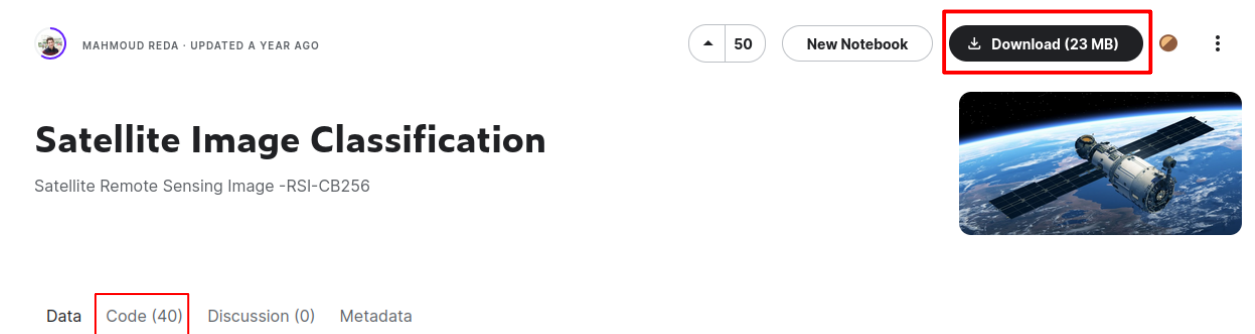 MAHMOUD REDA · UPDATED A YEAR AGO
50
New Notebook
Download (23 MB)
Satellite Image Classification
Satellite Remote Sensing Image -RSI-CB256
Data
Code (40)
Discussion (0)
Metadata